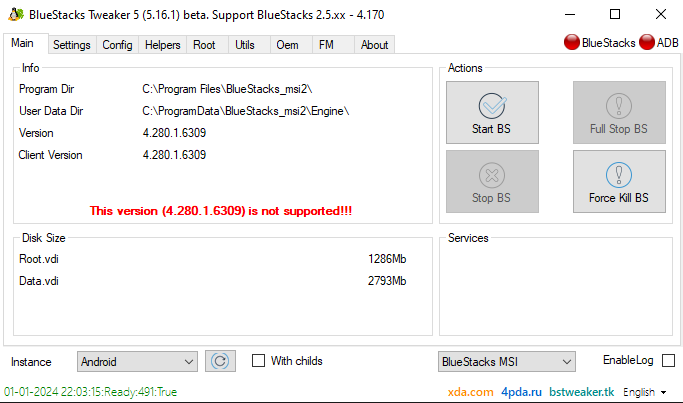 BlueStacks Tweaker 5 (5.16.1) beta. Support BlueStacks 2.5.xx - 4.170
Main Settings Config Helpers Root Utils Oem FM About BlueStacks ADB
Info
Program Dir C:\Program Files\BlueStacks_msi2\
User Data Dir C:\ProgramData\BlueStacks_msi2\Engine\
Version 4.280.1.6309
Client Version 4.280.1.6309
This version (4.280.1.6309) is not supported!!!
Actions
Start BS Full Stop BS
Stop BS Force Kill BS
Disk Size
Root.vdi 1286Mb
Data.vdi 2793Mb
Services
Instance Android With childs BlueStacks MSI EnableLog
01-01-2024 22:03:15:Ready:491:True xda.com 4pda.ru bstweaker.tk English